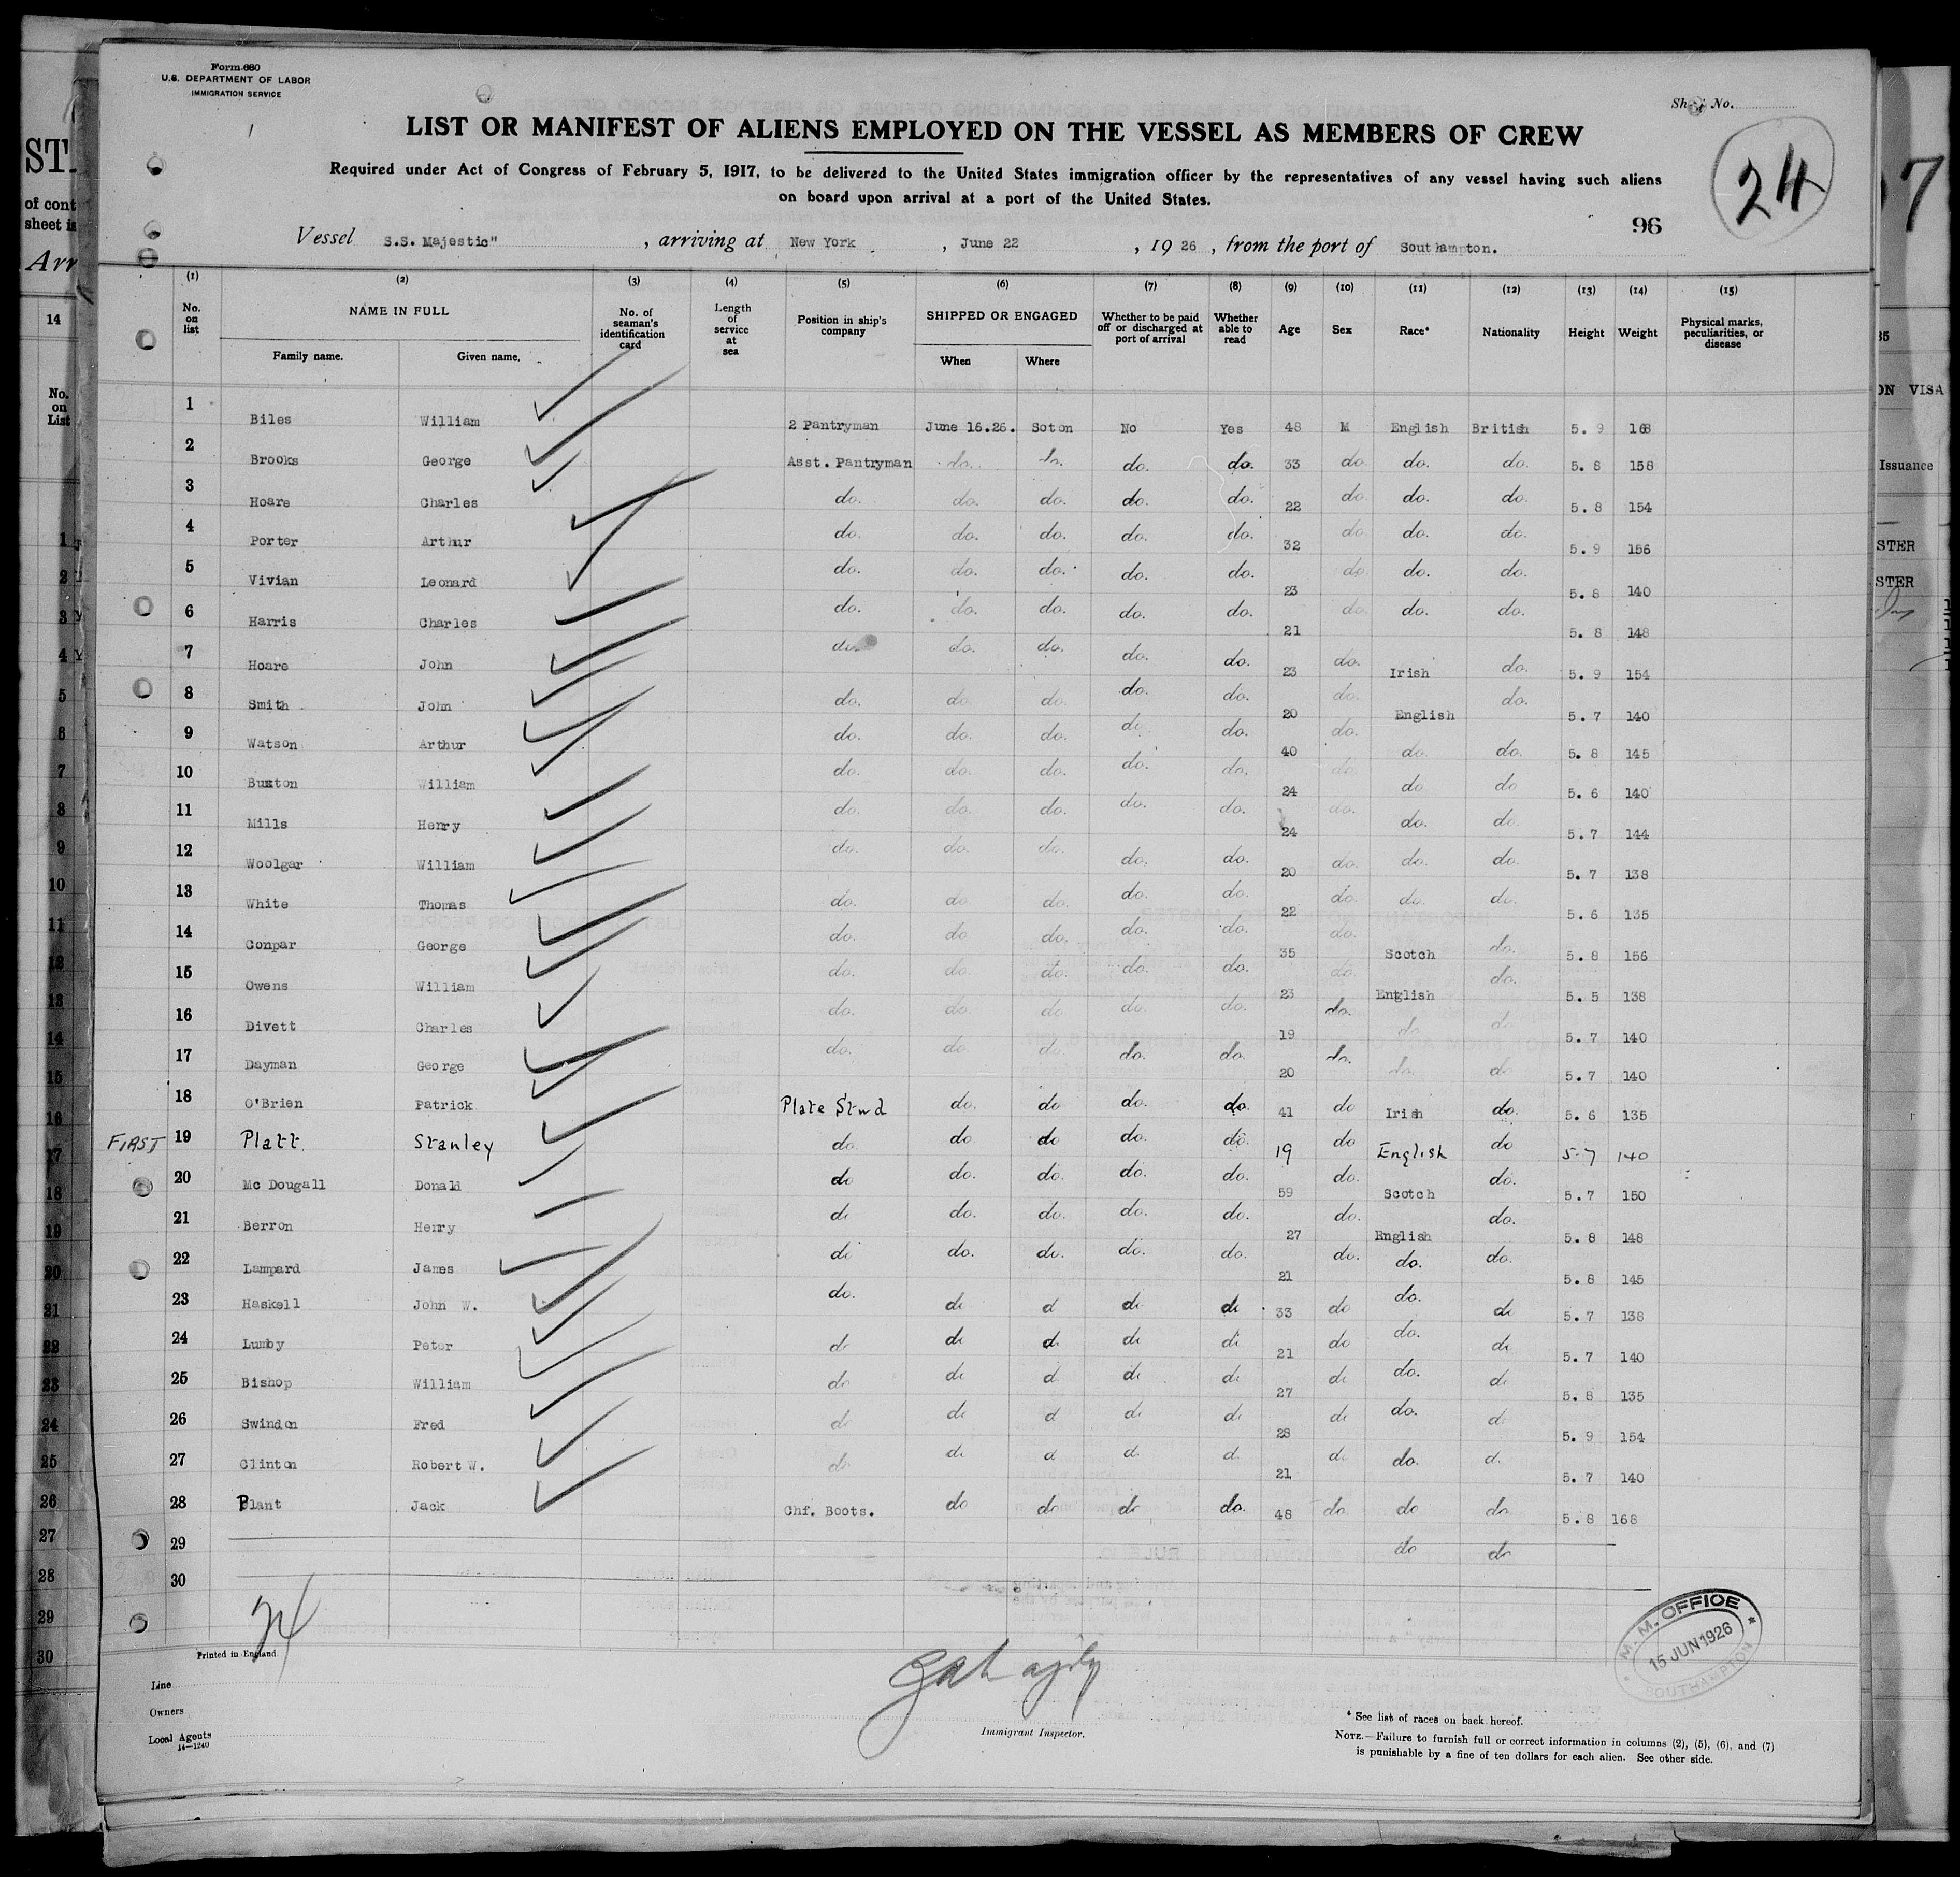 Form 680
U.S. DEPARTMENT OF LABOR
IMMIGRATION SERVICE
Sheet No.
LIST OR MANIFEST OF ALIENS EMPLOYED ON THE VESSEL AS MEMBERS OF CREW
24
Required under Act of Congress of February 5, 1917, to be delivered to the United States immigration officer by the representatives of any vessel having such aliens
on board upon arrival at a port of the United States.
96
Vessel S.S. Majestic" , arriving at New York , June 22 , 19 26 , from the port of Southampton.
(1) (2) (3) (4) (5) (6) (7) (8) (9) (10) (11) (12) (13) (14) (15)
No. on list NAME IN FULL Family name. Given name. No. of seaman's identification card Length of service at sea Position in ship's company SHIPPED OR ENGAGED When Where Whether to be paid off or discharged at port of arrival Whether able to read Age Sex Race* Nationality Height Weight Physical marks, peculiarities, or disease
1 Biles William 2 Pantryman June 16.26. Soton No Yes 48 M English British 5. 9 168
2 Brooks George Asst. Pantryman do. do. do. do. 33 do do. do. 5. 8 158
3 Hoare Charles do. do. do. do. do. 22 do do. do. 5. 8 154
4 Porter Arthur do. do. do. do. do. 32 do. do. do. 5. 9 156
5 Vivian Leonard do. do. do. do. do. 23 do. do. do. 5. 8 140
6 Harris Charles do. do. do. do. do. 21 do. do. do. 5. 8 148
7 Hoare John do. do. do. do. do. 23 do. Irish do. 5. 9 154
8 Smith John do. do. do. do. do. 20 do. English do. 5. 7 140
9 Watson Arthur do. do. do. do. do. 40 do. do. do. 5. 8 145
10 Buxton William do. do. do. do. do. 24 do. do do 5. 6 140
11 Mills Henry do. do. do. do. do. 24 do. do. do. 5. 7 144
12 Woolgar William do. do. do. do. do. 20 do. do. do. 5. 7 138
13 White Thomas do. do do. do. do. 22 do. do. do. 5. 6 135
14 Conpar George do. do do. do. do. 35 do. Scotch do. 5. 8 156
15 Owens William do. do. do. do. do. 23 do. English do. 5. 5 138
16 Divett Charles do. do. do do. do. 19 do. do. do. 5. 7 140
17 Dayman George do. do. do. do. do. 20 do. do. do 5. 7 140
18 O'Brien Patrick Plate Stwd do. do do. do. 41 do Irish do. 5. 6 135
FIRST 19 Platt. Stanley do. do. do do. do. 19 do English do 5.7 140
20 Mc Dougall Donald do do. do. do. do. 59 do. Scotch do. 5. 7 150
21 Berron Henry do do. do. do. do. 27 do. English do. 5. 8 148
22 Lampard James do do. do. do. do. 21 do. do. do. 5. 8 145
23 Haskell John W. do. do d do do 33 do do. do 5. 7 138
24 Lumby Peter do do d. do do 21 do do. do 5. 7 140
25 Bishop William do do d do do 27 do do. do 5. 8 135
26 Swindon Fred do do d do do 28 do do. do 5. 9 154
27 Clinton Robert W. do d. d d. d. 21 d. do. d. 5. 7 140
28 Plant Jack Chf. Boots. do do do do. 48 do. do do 5. 8 168
29 do do
30
Printed in England
Line
Owners
Local Agents
14—1240
Immigrant Inspector.
M. M. OFFICE
15 JUN 1926
SOUTHAMPTON
* See list of races on back hereof.
NOTE.—Failure to furnish full or correct information in columns (2), (5), (6), and (7)
is punishable by a fine of ten dollars for each alien. See other side.